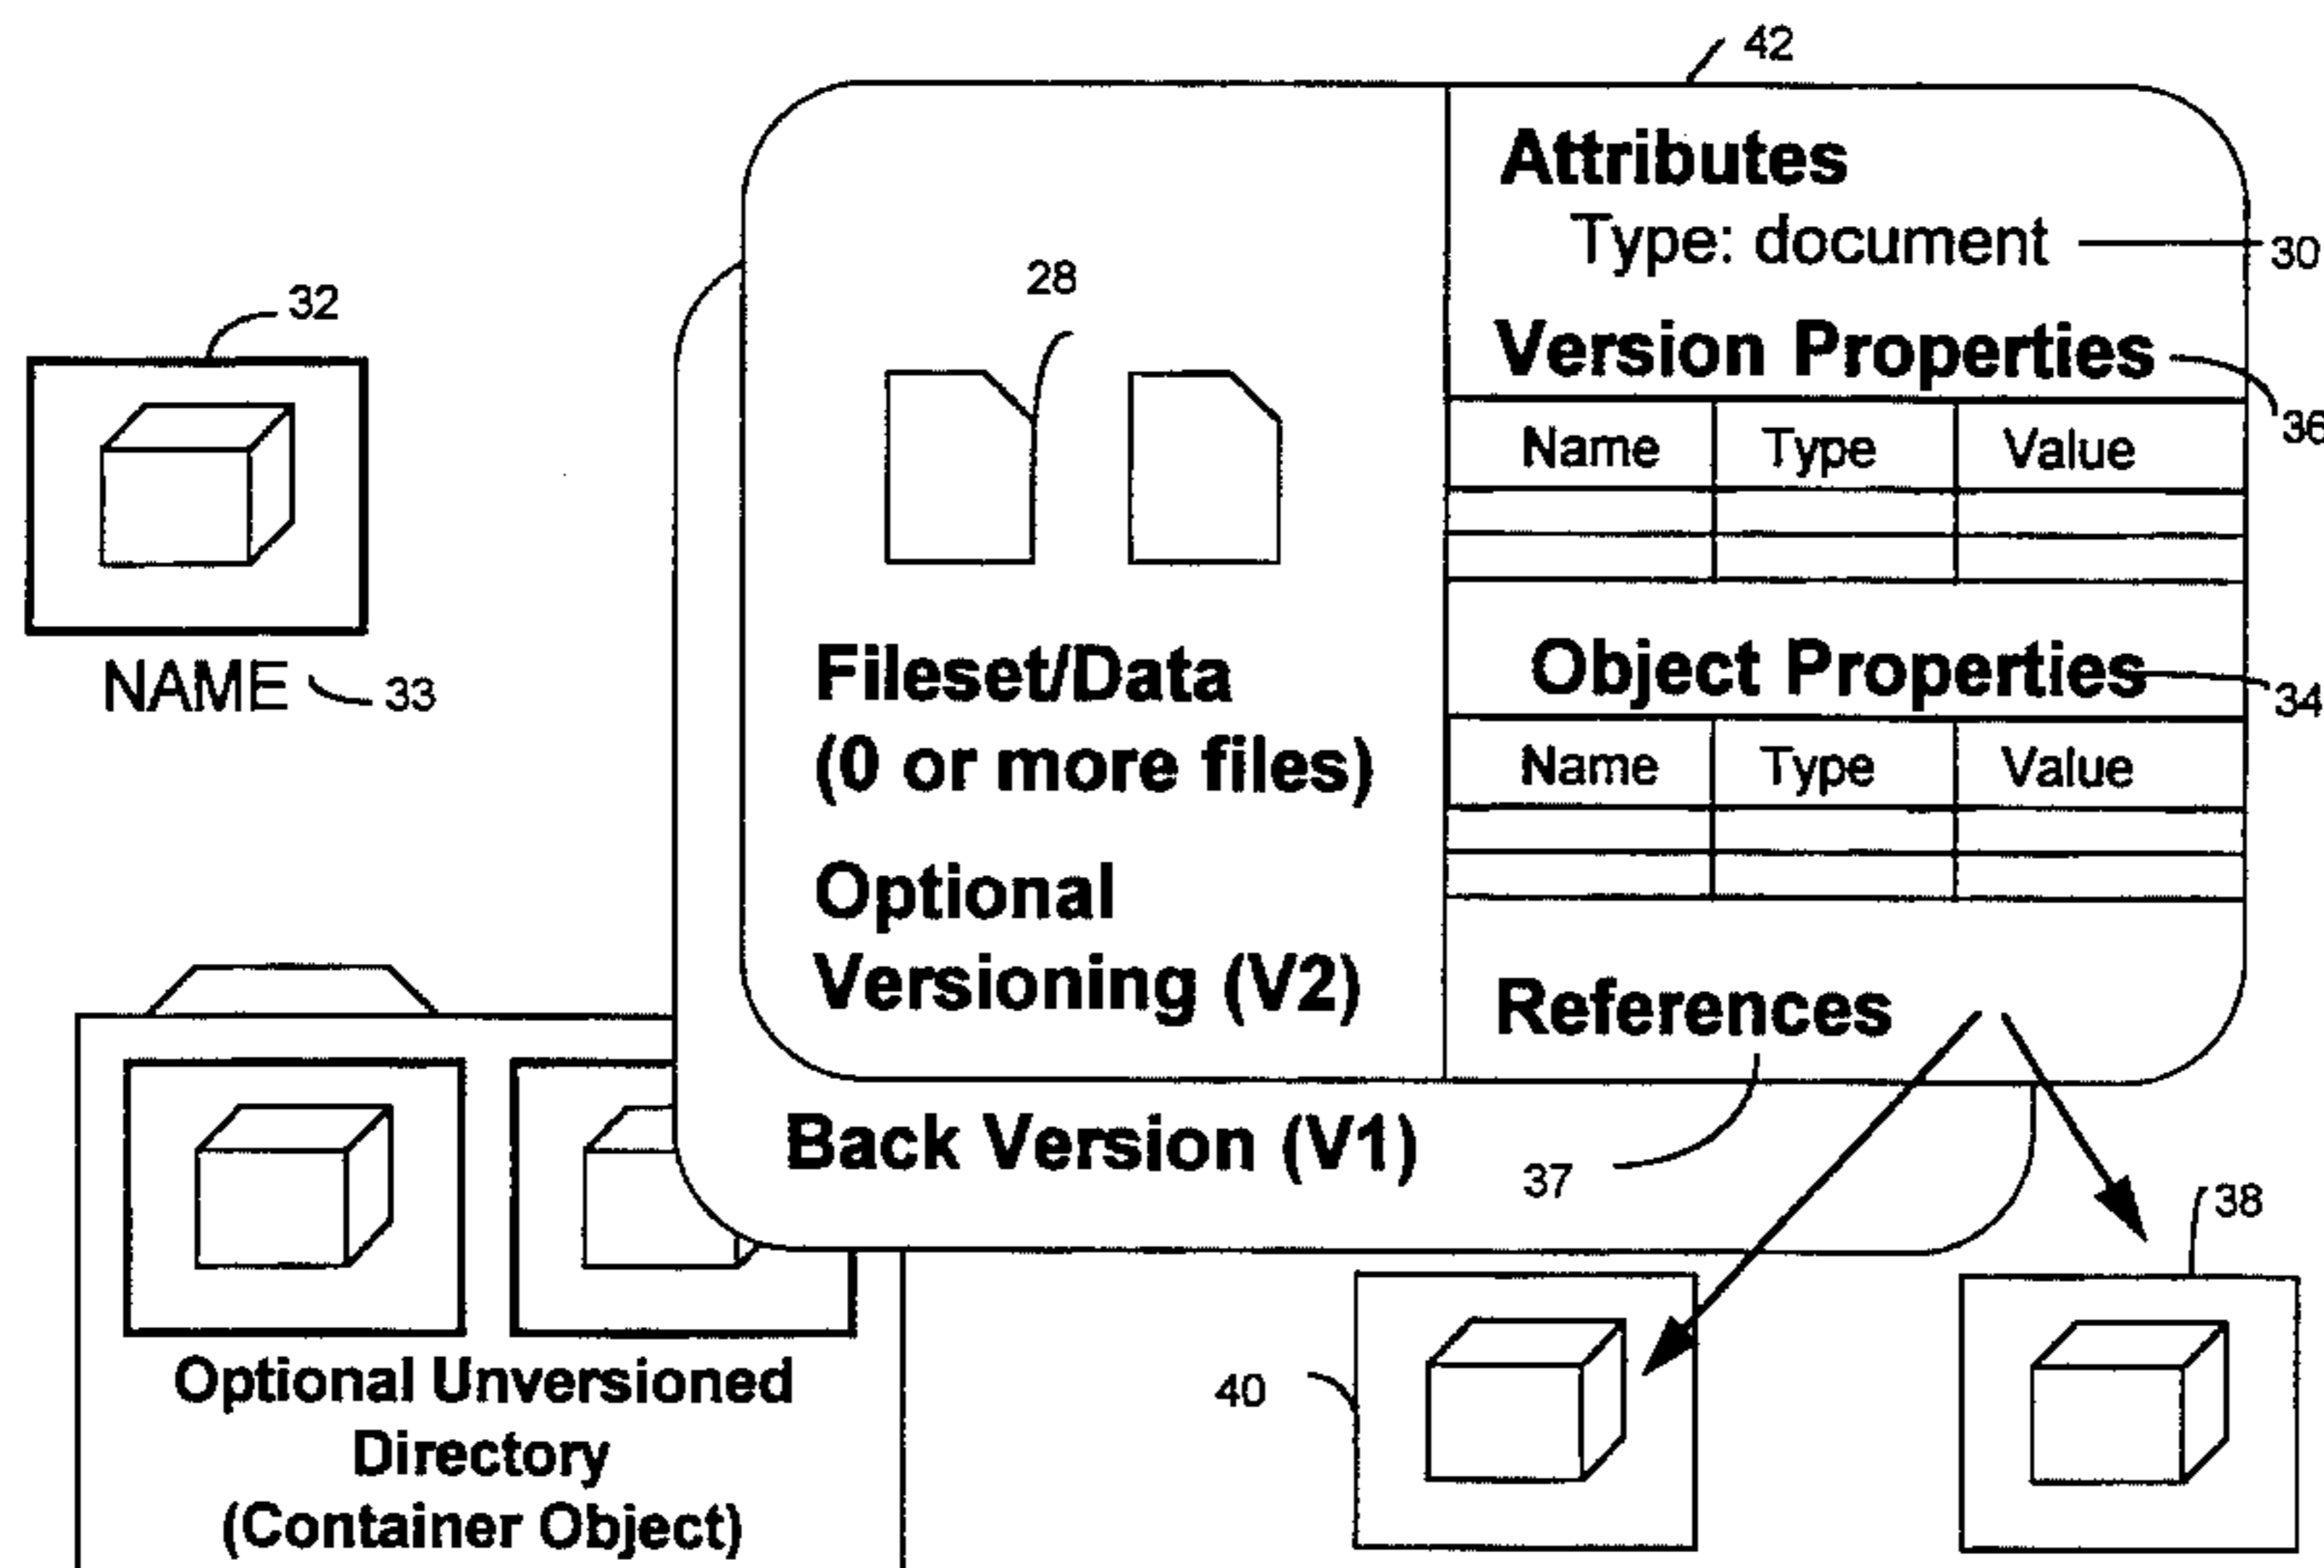 42
Attributes
Type: document
30
Version Properties
36
Name Type Value
Object Properties
34
Name Type Value
References
37
28
Fileset/Data
(0 or more files)
Optional
Versioning (V2)
Back Version (V1)
32
NAME
33
Optional Unversioned
Directory
(Container Object)
40
38